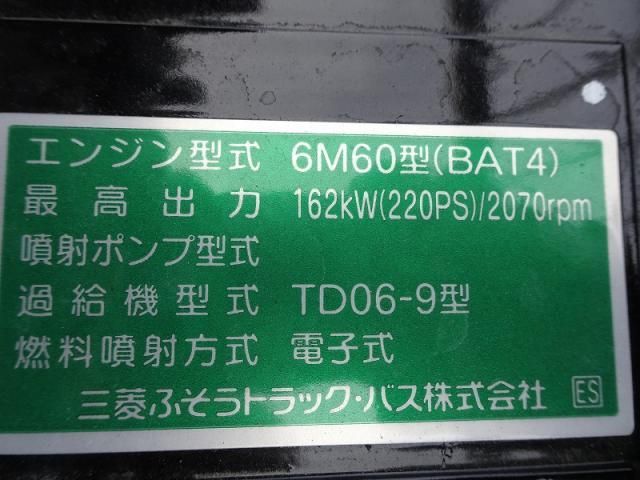 エンジン型式 6M60型(BAT4)
最高出力 162kW(220PS)/2070rpm
噴射ポンプ型式
過給機型式 TD06-9型
燃料噴射方式 電子式
三菱ふそうトラック・バス株式会社 ES